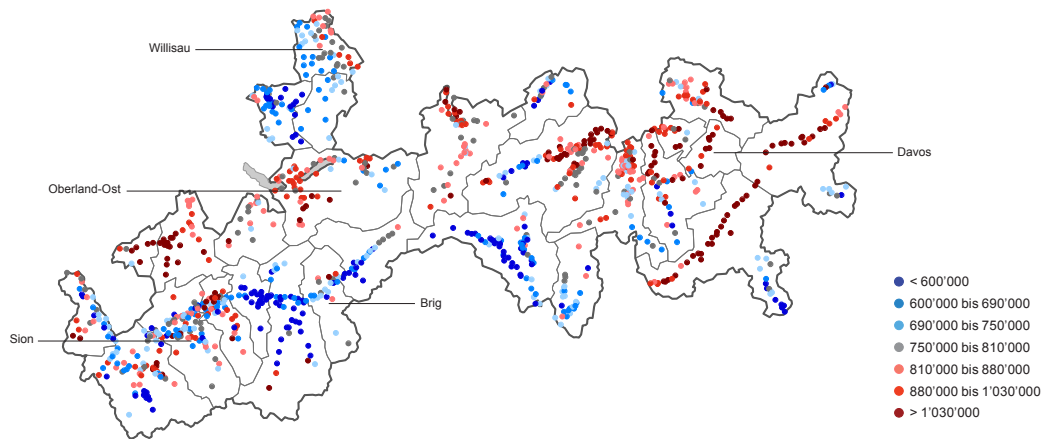 Willisau
Davos
Oberland-Ost
Brig
Sion
< 600’000
600’000 bis 690’000
690’000 bis 750’000
750’000 bis 810’000
810’000 bis 880’000
880’000 bis 1’030’000
> 1’030’000